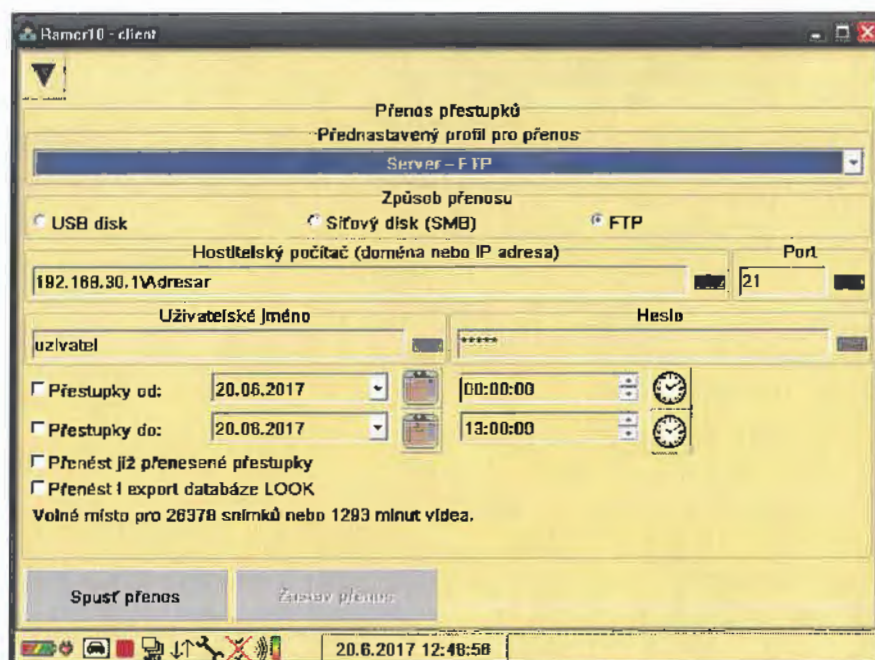 Ramer10 - client
Přenos přestupků
Přednastavený profil pro přenos
Server – FTP
Způsob přenosu
USB disk
Síťový disk (SMB)
FTP
Hostitelský počítač (doména nebo IP adresa)
Port
192.168.30.1\Adresar
21
Uživatelské jméno
Heslo
uzivatel
*****
Přestupky od:
20.06.2017
00:00:00
Přestupky do:
20.06.2017
13:00:00
Přenést již přenesené přestupky
Přenést i export databáze LOOK
Volné místo pro 26378 snímků nebo 1293 minut videa.
Spusť přenos
Zastav přenos
20.6.2017 12:48:56